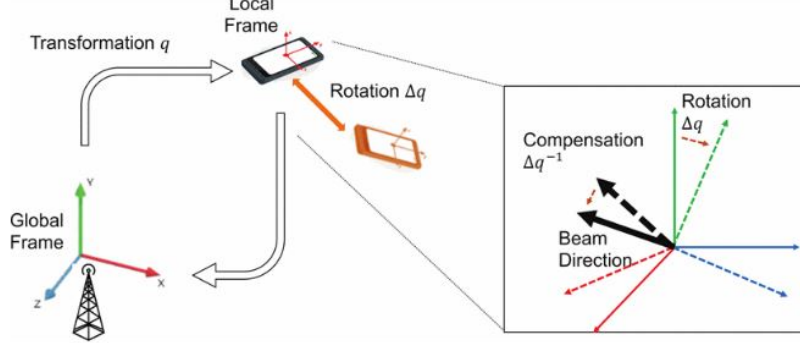 Local
Frame
Transformation q
Rotation Δq
Global
Frame
Y
X
Z
Rotation
Δq
Compensation
Δq⁻¹
Beam
Direction